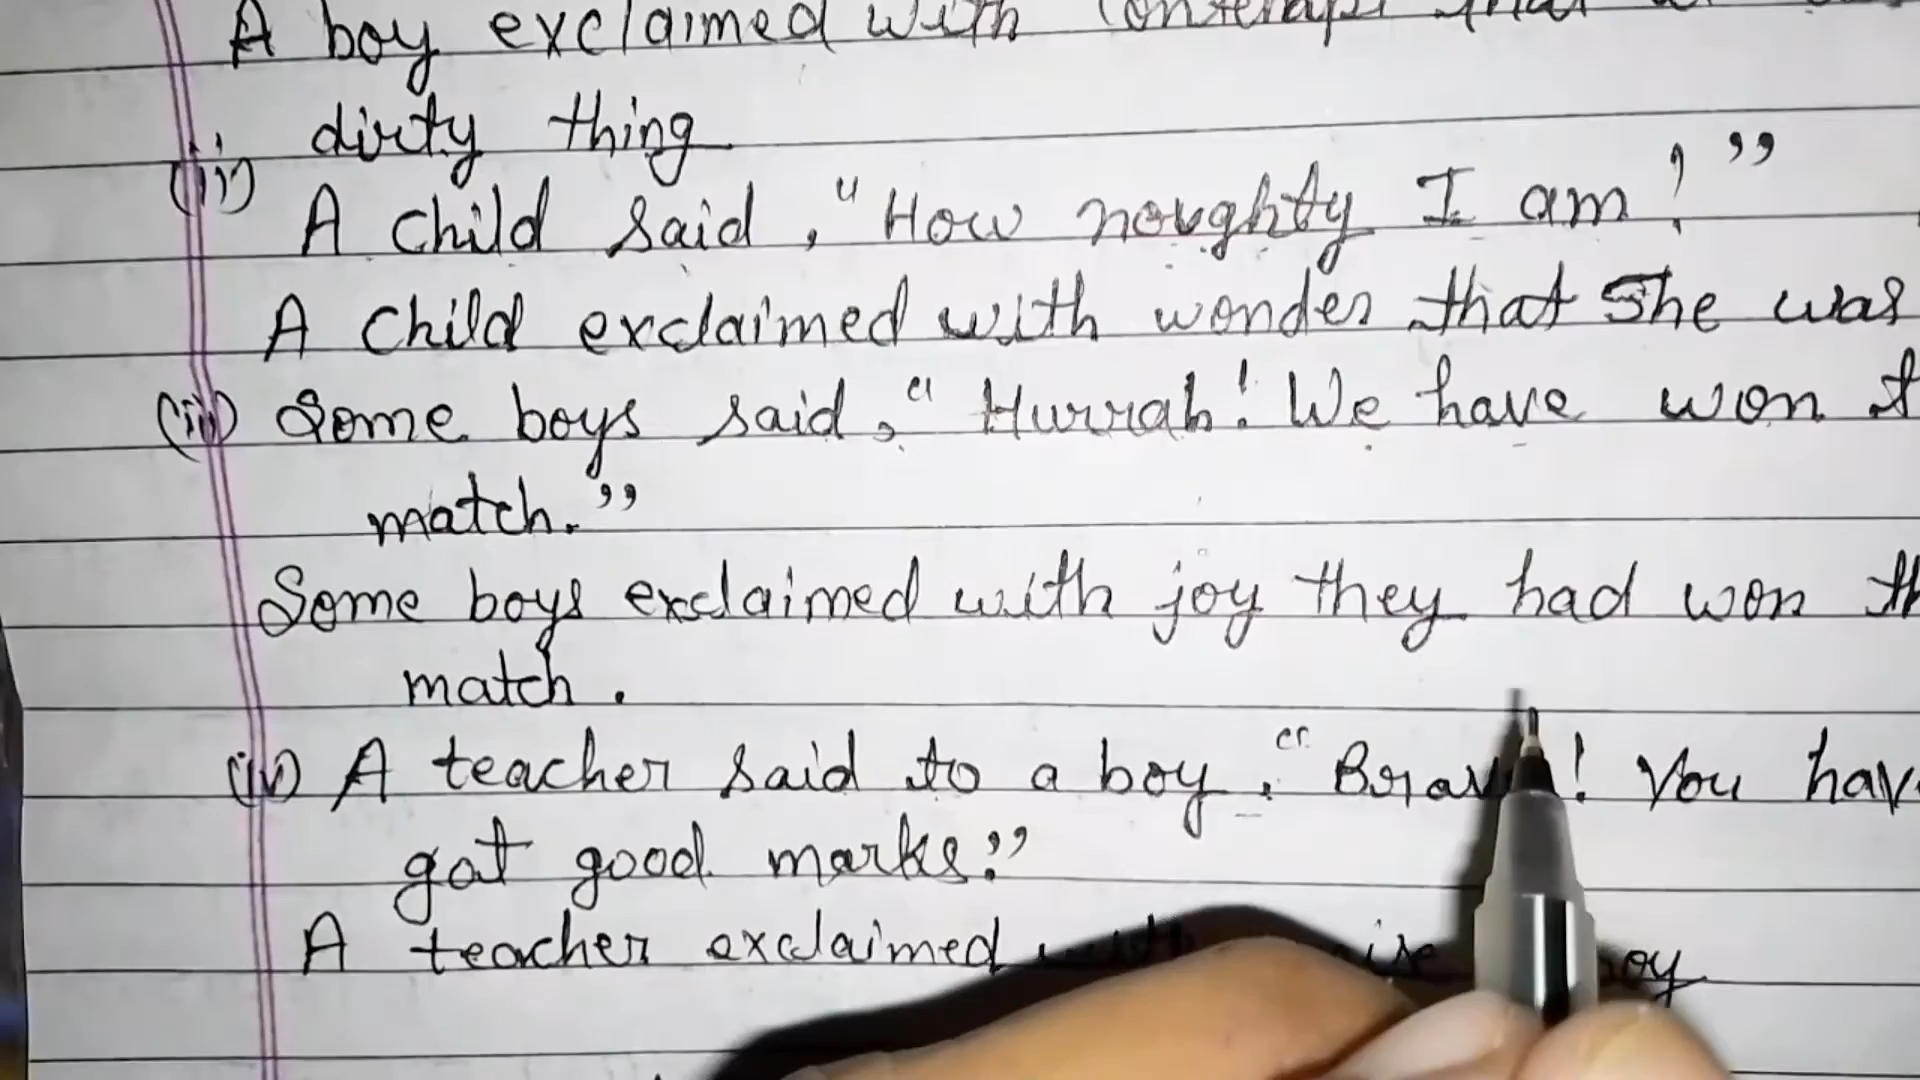 A boy exclaimed with contempt that
dirty thing
(ii)
A child said, "How noughty I am!"
A child exclaimed with wonder that She was
(iii) Some boys said, "Hurrah! We have won
match."
Some boys exclaimed with joy they had won
match.
(iv) A teacher said to a boy, "! You
got good marks."
A teacher exclaimed